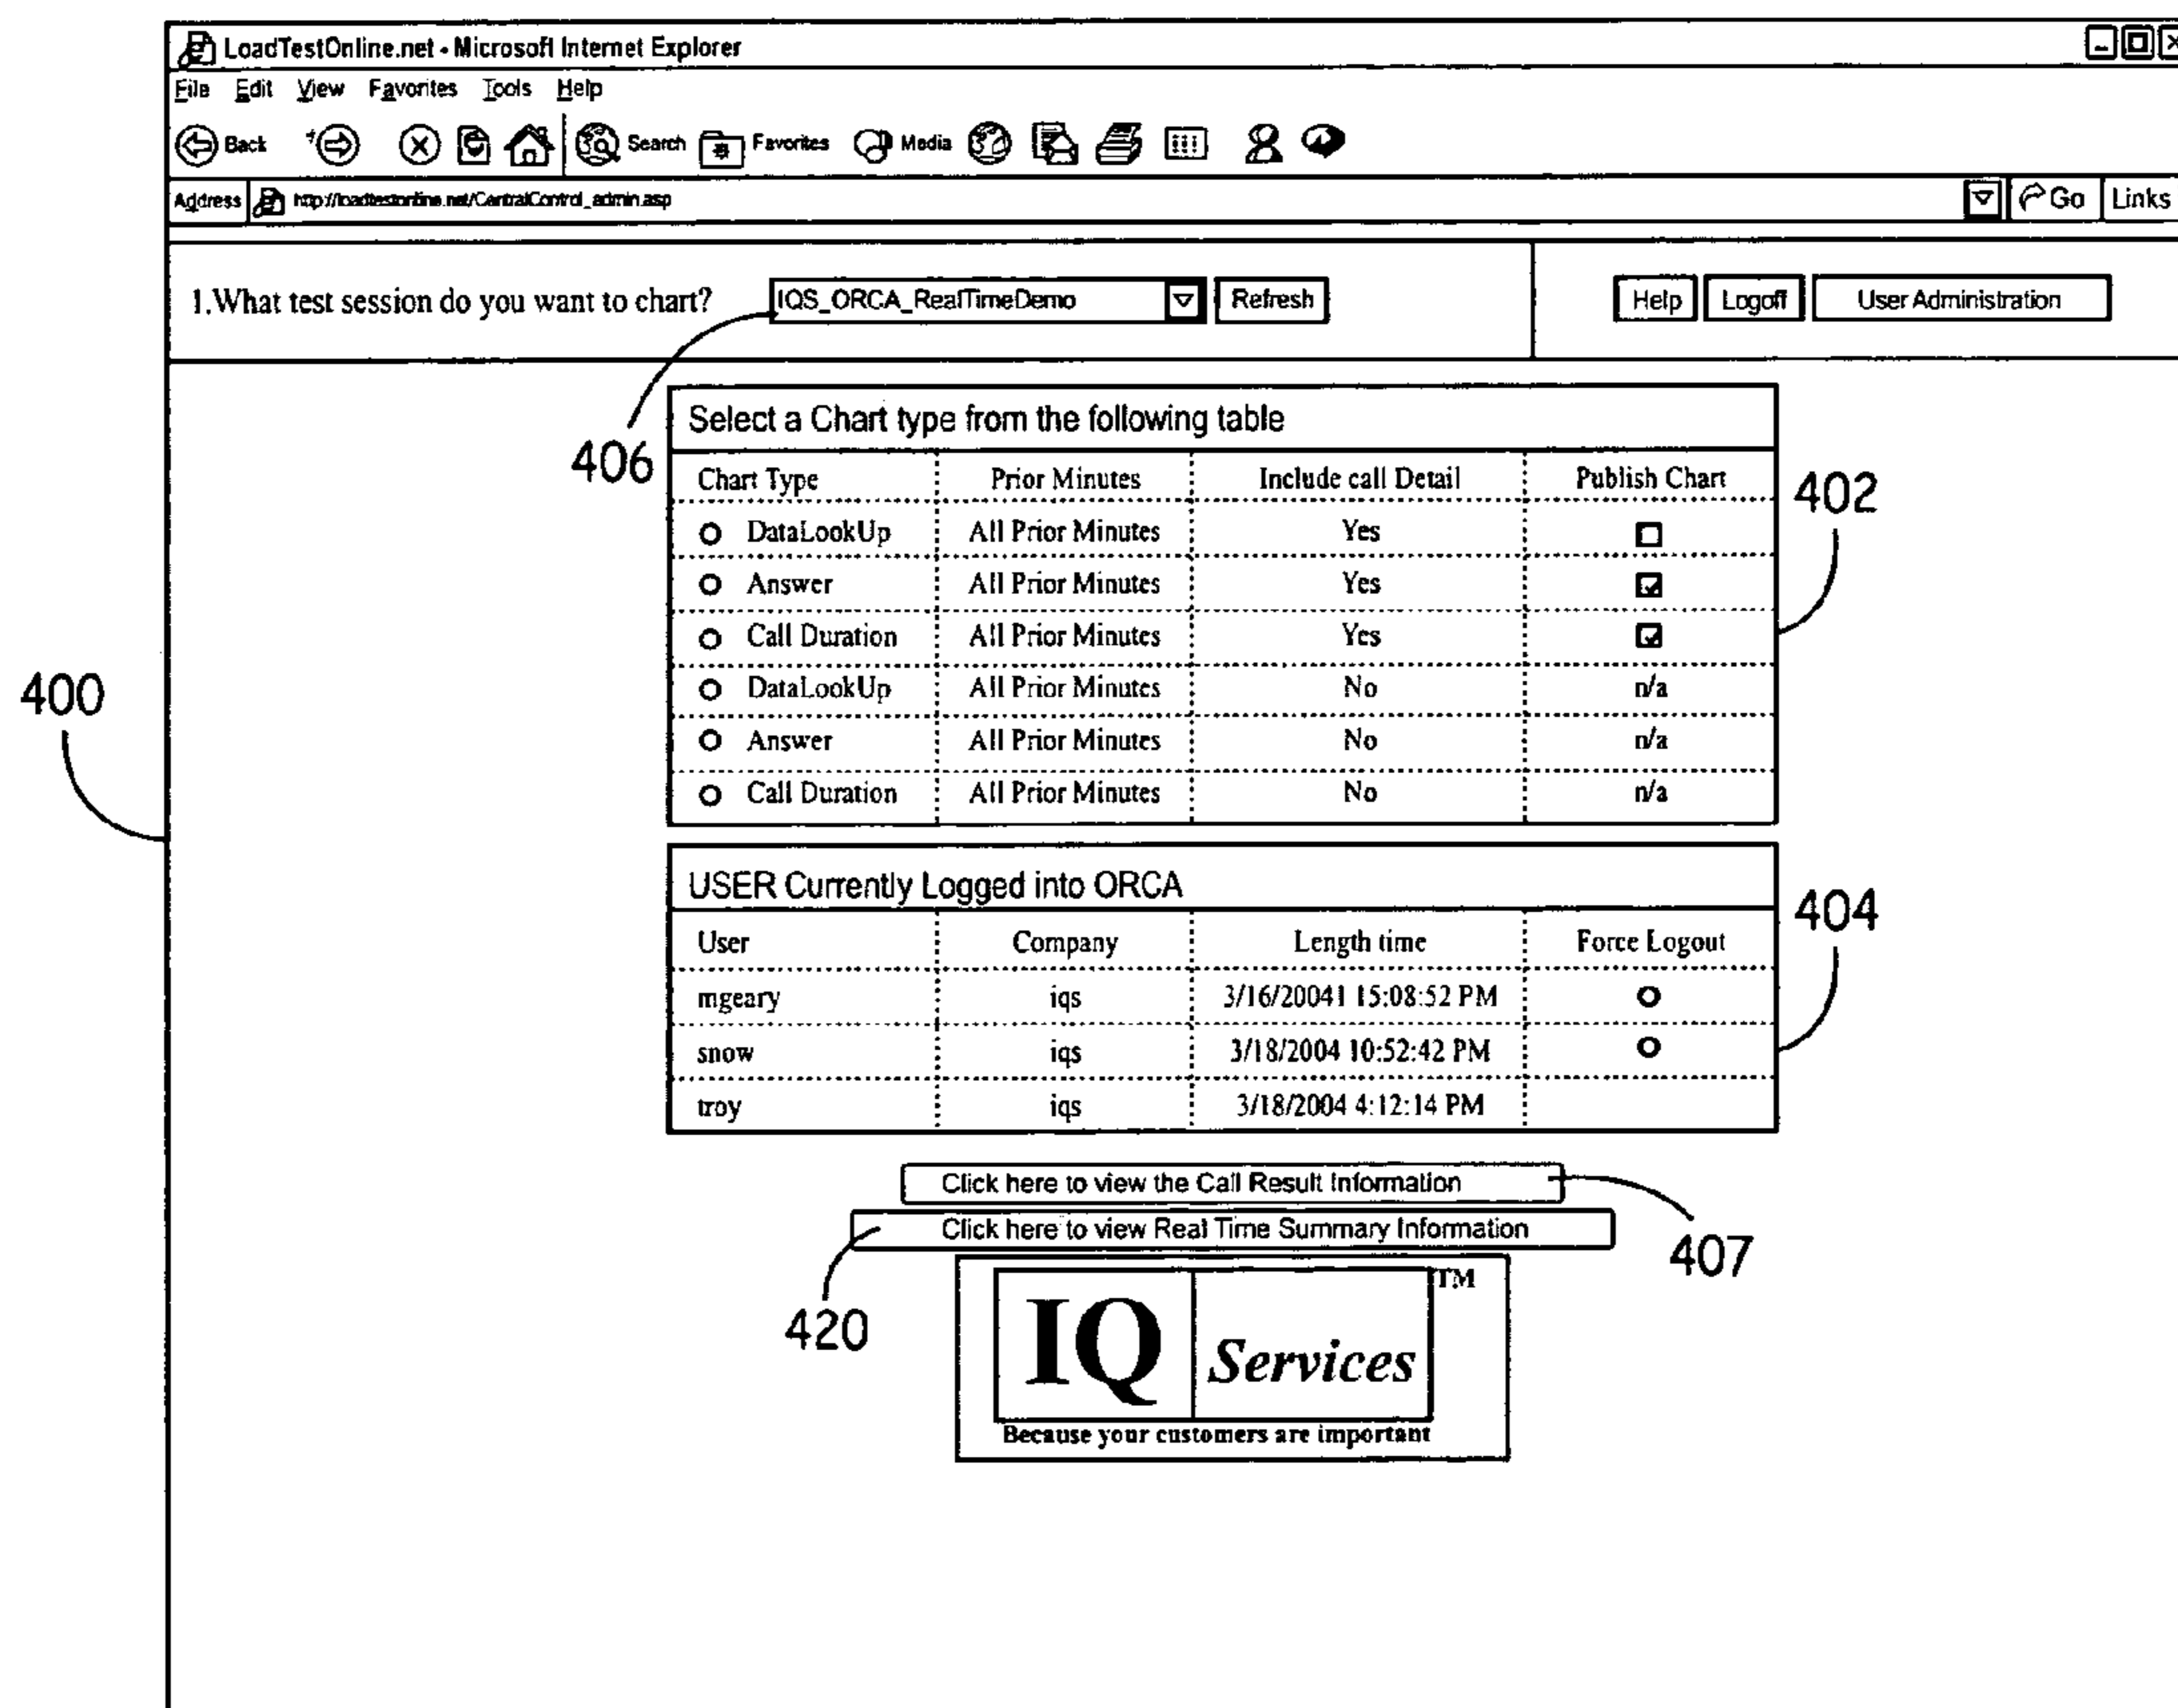 LoadTestOnline.net - Microsoft Internet Explorer
File Edit View Favorites Tools Help
Back Search Favorites Media
Address http://loadtestonline.net/CentralControl_admin.asp Go Links
1.What test session do you want to chart? IQS_ORCA_RealTimeDemo Refresh Help Logoff User Administration
406
Select a Chart type from the following table
Chart Type Prior Minutes Include call Detail Publish Chart
402
DataLookUp All Prior Minutes Yes
Answer All Prior Minutes Yes
Call Duration All Prior Minutes Yes
400
DataLookUp All Prior Minutes No n/a
Answer All Prior Minutes No n/a
Call Duration All Prior Minutes No n/a
USER Currently Logged into ORCA
404
User Company Length time Force Logout
mgeary iqs 3/16/20041 15:08:52 PM
snow iqs 3/18/2004 10:52:42 PM
troy iqs 3/18/2004 4:12:14 PM
Click here to view the Call Result Information
407
Click here to view Real Time Summary Information
420
IQ Services TM
Because your customers are important